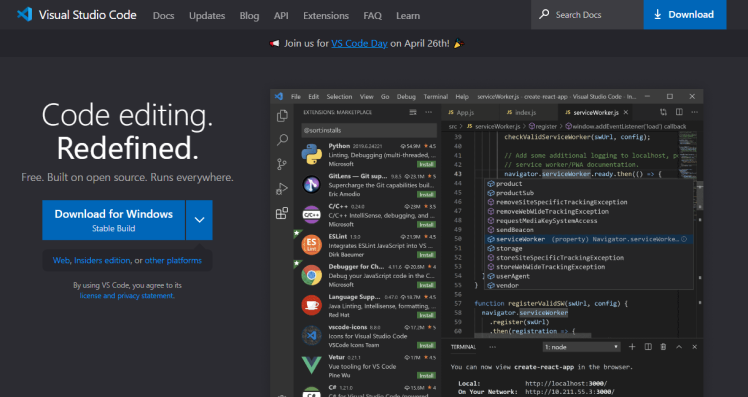 Visual Studio Code Docs Updates Blog API Extensions FAQ Learn Search Docs Download
Join us for VS Code Day on April 26th!
Code editing.
Redefined.
Free. Built on open source. Runs everywhere.
Download for Windows
Stable Build
Web, Insiders edition, or other platforms
By using VS Code, you agree to its
license and privacy statement.
File Edit Selection View Go Debug Terminal Help serviceWorker.js - create-react-app - Visual Studio Code - In...
EXTENSIONS: MARKETPLACE
@sort:installs
Python 2019.6.24221 54.9M 4.5
Linting, Debugging (multi-threaded, ...
Microsoft Install
GitLens — Git sup... 9.8.5 23.1M 5
Supercharge the Git capabilities buil...
Eric Amodio Install
C/C++ 0.24.0 23M 3.5
C/C++ IntelliSense, debugging, and ...
Microsoft Install
ESLint 1.9.0 21.9M 4.5
Integrates ESLint JavaScript into VS ...
Dirk Baeumer Install
Debugger for Ch... 4.11.6 20.8M 4
Debug your JavaScript code in the C...
Microsoft Install
Language Supp... 0.47.0 18.7M 4.5
Java Linting, Intellisense, formatting, ...
Red Hat Install
vscode-icons 8.8.0 17.2M 5
Icons for Visual Studio Code
VSCode Icons Team Install
Vetur 0.21.1 17M 4.5
Vue tooling for VS Code
Pine Wu Install
C# 1.21.0 15.6M 4
App.js index.js serviceWorker.js
src > serviceWorker.js > register > window.addEventListener('load') callback
39 checkValidServiceWorker(swUrl, config);
40
41 // Add some additional logging to localhost, p
42 // service worker/PWA documentation.
43 navigator.serviceWorker.ready.then(() => {
44 product
45 productSub
46 removeSiteSpecificTrackingException
47 removeWebWideTrackingException
48 requestMediaKeySystemAccess
49 sendBeacon
50 serviceWorker (property) Navigator.serviceWorke...
51 storage
52 storeSiteSpecificTrackingException
53 storeWebWideTrackingException
54 } userAgent
55 } vendor
56
57 function registerValidSW(swUrl, config) {
58 navigator.serviceWorker
59 .register(swUrl)
60 .then(registration => {
TERMINAL ... 1: node
You can now view create-react-app in the browser.
Local: http://localhost:3000/
On Your Network: http://10.211.55.3:3000/